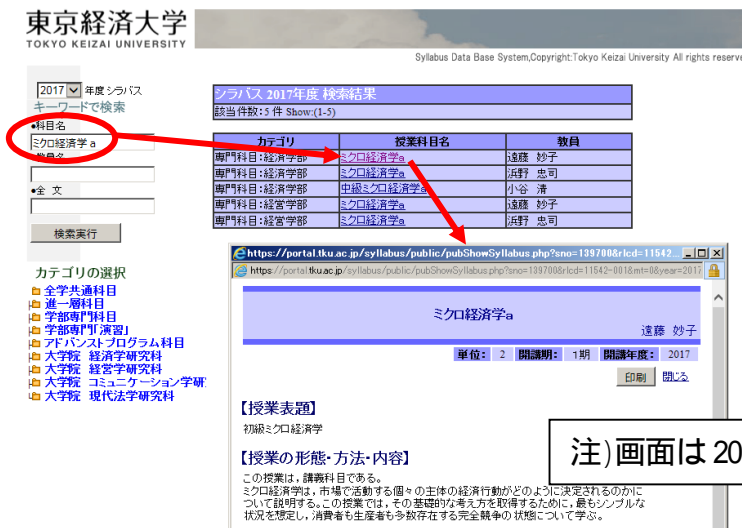 東京経済大学
TOKYO KEIZAI UNIVERSITY
Syllabus Data Base System,Copyright:Tokyo Keizai University All rights reserve
2017 年度 シラバス
キーワードで検索
●科目名
ミクロ経済学 a
●教員名
●全 文
検索実行
カテゴリの選択
全学共通科目
進一層科目
学部専門科目
学部専門「演習」
アドバンストプログラム科目
大学院 経済学研究科
大学院 経営学研究科
大学院 コミュニケーション学研
大学院 現代法学研究科
シラバス 2017年度 検索結果
該当件数:5 件 Show:(1-5)
カテゴリ 授業科目名 教員
専門科目:経済学部 ミクロ経済学a 遠藤 妙子
専門科目:経済学部 ミクロ経済学a 浜野 忠司
専門科目:経済学部 中級ミクロ経済学a 小谷 清
専門科目:経営学部 ミクロ経済学a 遠藤 妙子
専門科目:経営学部 ミクロ経済学a 浜野 忠司
https://portal.tku.ac.jp/syllabus/public/pubShowSyllabus.php?sno=139700&rlcd=11542...
https://portal.tku.ac.jp/syllabus/public/pubShowSyllabus.php?sno=139700&rlcd=11542-001&mt=0&year=2017
ミクロ経済学a
遠藤 妙子
単位: 2 開講期: 1期 開講年度: 2017
印刷 閉じる
【授業表題】
初級ミクロ経済学
【授業の形態・方法・内容】
この授業は，講義科目である。
ミクロ経済学は，市場で活動する個々の主体の経済行動がどのように決定されるのかに
ついて説明する。この授業では，その基礎的な考え方を取得するために，最もシンプルな
状況を想定し，消費者も生産者も多数存在する完全競争の状態について学ぶ。
注)画面は 20